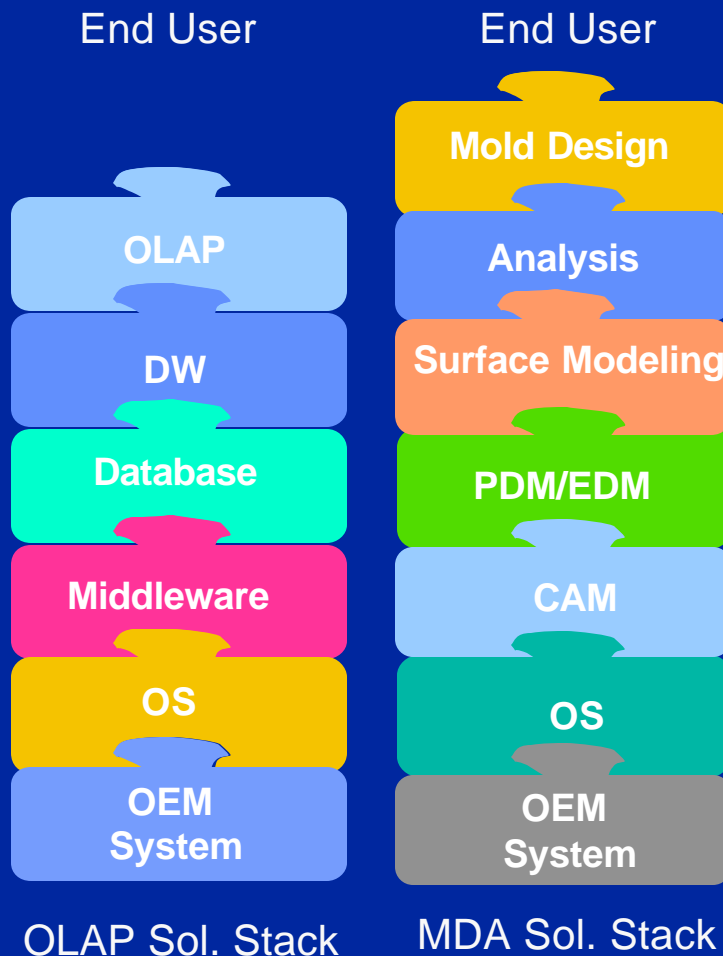 End User
OLAP
DW
Database
Middleware
OS
OEM
System
OLAP Sol. Stack
End User
Mold Design
Analysis
Surface Modeling
PDM/EDM
CAM
OS
OEM
System
MDA Sol. Stack